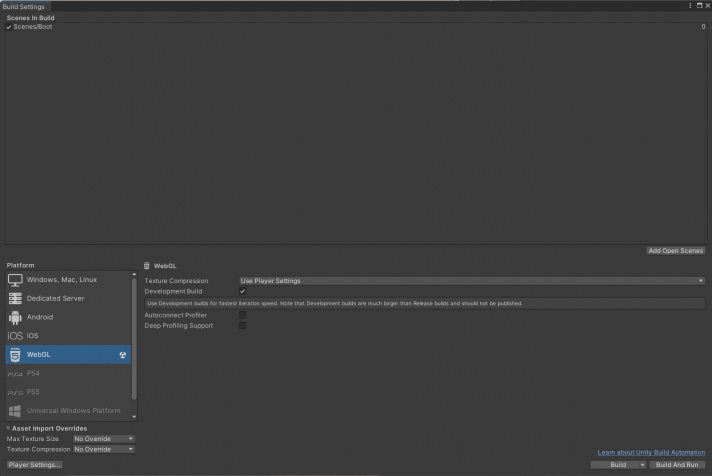 Build Settings
Scenes In Build
Scenes/Boot 0
Add Open Scenes
Platform
Windows, Mac, Linux
Dedicated Server
Android
iOS iOS
WebGL
PS4
PS5
Universal Windows Platform
WebGL
Texture Compression Use Player Settings
Development Build
Use Development builds for fastest iteration speed. Note that Development builds are much larger than Release builds and should not be published.
Autoconnect Profiler
Deep Profiling Support
Asset Import Overrides
Max Texture Size No Override
Texture Compression No Override
Learn about Unity Build Automation
Player Settings... Build Build And Run